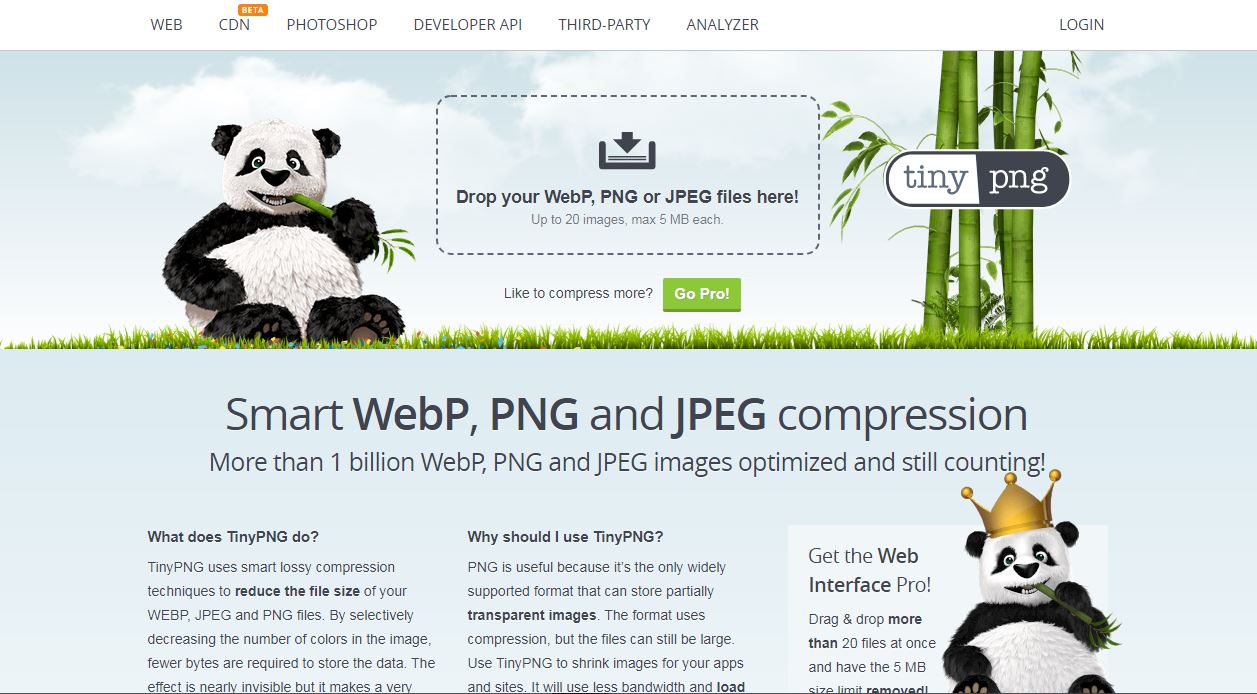 BETA
WEB CDN PHOTOSHOP DEVELOPER API THIRD-PARTY ANALYZER LOGIN
Drop your WebP, PNG or JPEG files here!
Up to 20 images, max 5 MB each.
tiny png
Like to compress more? Go Pro!
Smart WebP, PNG and JPEG compression
More than 1 billion WebP, PNG and JPEG images optimized and still counting!
What does TinyPNG do?
TinyPNG uses smart lossy compression
techniques to reduce the file size of your
WEBP, JPEG and PNG files. By selectively
decreasing the number of colors in the image,
fewer bytes are required to store the data. The
effect is nearly invisible but it makes a very
Why should I use TinyPNG?
PNG is useful because it's the only widely
supported format that can store partially
transparent images. The format uses
compression, but the files can still be large.
Use TinyPNG to shrink images for your apps
and sites. It will use less bandwidth and load
Get the Web
Interface Pro!
Drag & drop more
than 20 files at once
and have the 5 MB
size limit removed!